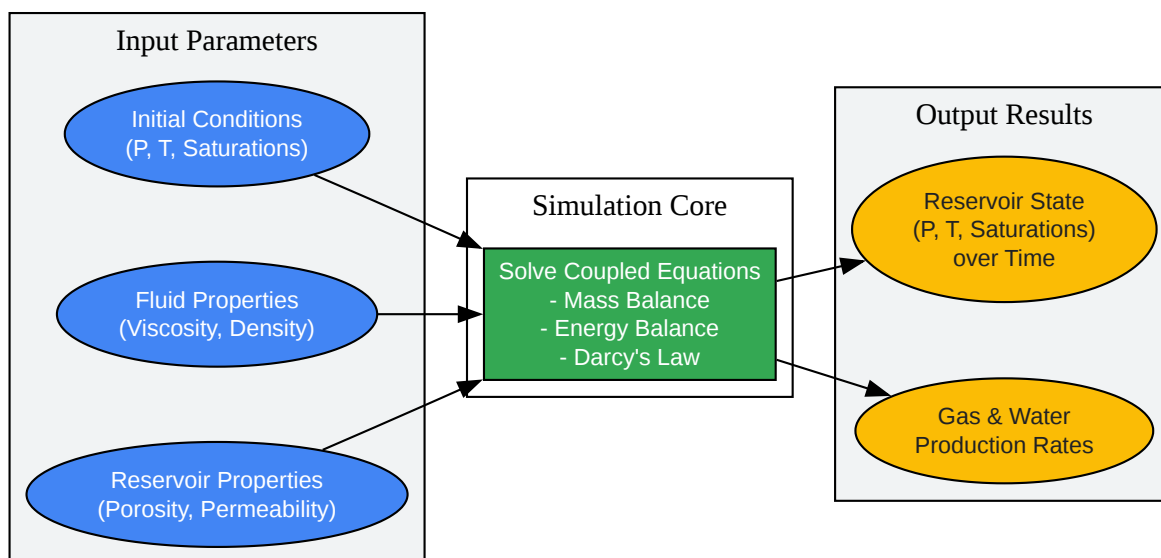 Input Parameters
Initial Conditions
(P, T, Saturations)
Fluid Properties
(Viscosity, Density)
Reservoir Properties
(Porosity, Permeability)
Simulation Core
Solve Coupled Equations
- Mass Balance
- Energy Balance
- Darcy's Law
Output Results
Reservoir State
(P, T, Saturations)
over Time
Gas & Water
Production Rates